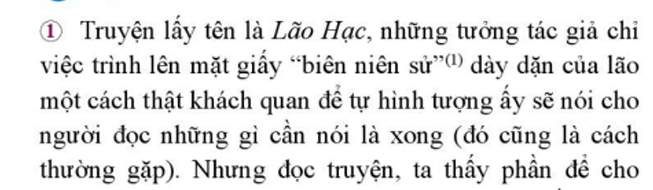 ① Truyện lấy tên là Lão Hạc, những tưởng tác giả chỉ
việc trình lên mặt giấy “biên niên sử”(1) dày dặn của lão
một cách thật khách quan để tự hình tượng ấy sẽ nói cho
người đọc những gì cần nói là xong (đó cũng là cách
thường gặp). Nhưng đọc truyện, ta thấy phần để cho